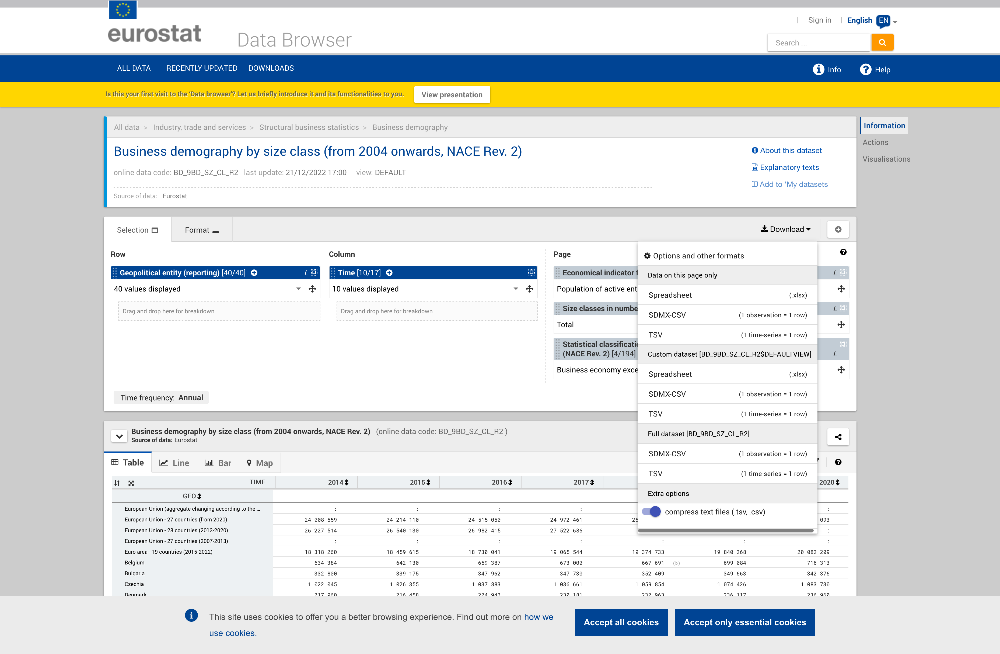 eurostat
Data Browser
| Sign in | English EN
Search ...
ALL DATA RECENTLY UPDATED DOWNLOADS
Info Help
Is this your first visit to the ‘Data browser’? Let us briefly introduce it and its functionalities to you. View presentation
All data > Industry, trade and services > Structural business statistics > Business demography
Business demography by size class (from 2004 onwards, NACE Rev. 2)
online data code: BD_9BD_SZ_CL_R2 last update: 21/12/2022 17:00 view: DEFAULT
Source of data: Eurostat
About this dataset
Explanatory texts
Add to 'My datasets'
Information
Actions
Visualisations
Selection Format
Download
Row
Geopolitical entity (reporting) [40/40] L
40 values displayed
Drag and drop here for breakdown
Column
Time [10/17]
10 values displayed
Drag and drop here for breakdown
Page
Economical indicator L
Population of active L
Size classes in L
Total
Statistical
(NACE Rev. 2) [4/194] L
Business economy
Time frequency: Annual
Options and other formats
Data on this page only
Spreadsheet (.xlsx)
SDMX-CSV (1 observation = 1 row)
TSV (1 time-series = 1 row)
Custom dataset [BD_9BD_SZ_CL_R2$DEFAULTVIEW]
Spreadsheet (.xlsx)
SDMX-CSV (1 observation = 1 row)
TSV (1 time-series = 1 row)
Full dataset [BD_9BD_SZ_CL_R2]
SDMX-CSV (1 observation = 1 row)
TSV (1 time-series = 1 row)
Extra options
compress text files (.tsv, .csv)
Business demography by size class (from 2004 onwards, NACE Rev. 2) (online data code: BD_9BD_SZ_CL_R2 )
Source of data: Eurostat
Table Line Bar Map
TIME 2014 2015 2016 2017 2020
GEO
European Union (aggregate changing according to the ... : : : : :
European Union - 27 countries (from 2020) 24 008 559 24 214 110 24 515 050 24 972 461 25 093
European Union - 28 countries (2013-2020) 26 227 514 26 540 130 26 982 415 27 522 686 :
European Union - 27 countries (2007-2013) : : : : : : :
Euro area - 19 countries (2015-2022) 18 318 260 18 459 615 18 730 041 19 065 544 19 374 733 19 840 268 20 082 209
Belgium 634 384 642 130 659 387 673 000 667 691 (b) 699 084 716 313
Bulgaria 332 800 339 175 347 962 347 730 352 409 349 663 342 376
Czechia 1 022 045 1 026 355 1 037 883 1 036 661 1 059 854 1 074 426 1 083 730
Denmark 217 960 216 458 224 942 230 181 232 963 236 117 236 960
This site uses cookies to offer you a better browsing experience. Find out more on how we
use cookies.
Accept all cookies Accept only essential cookies